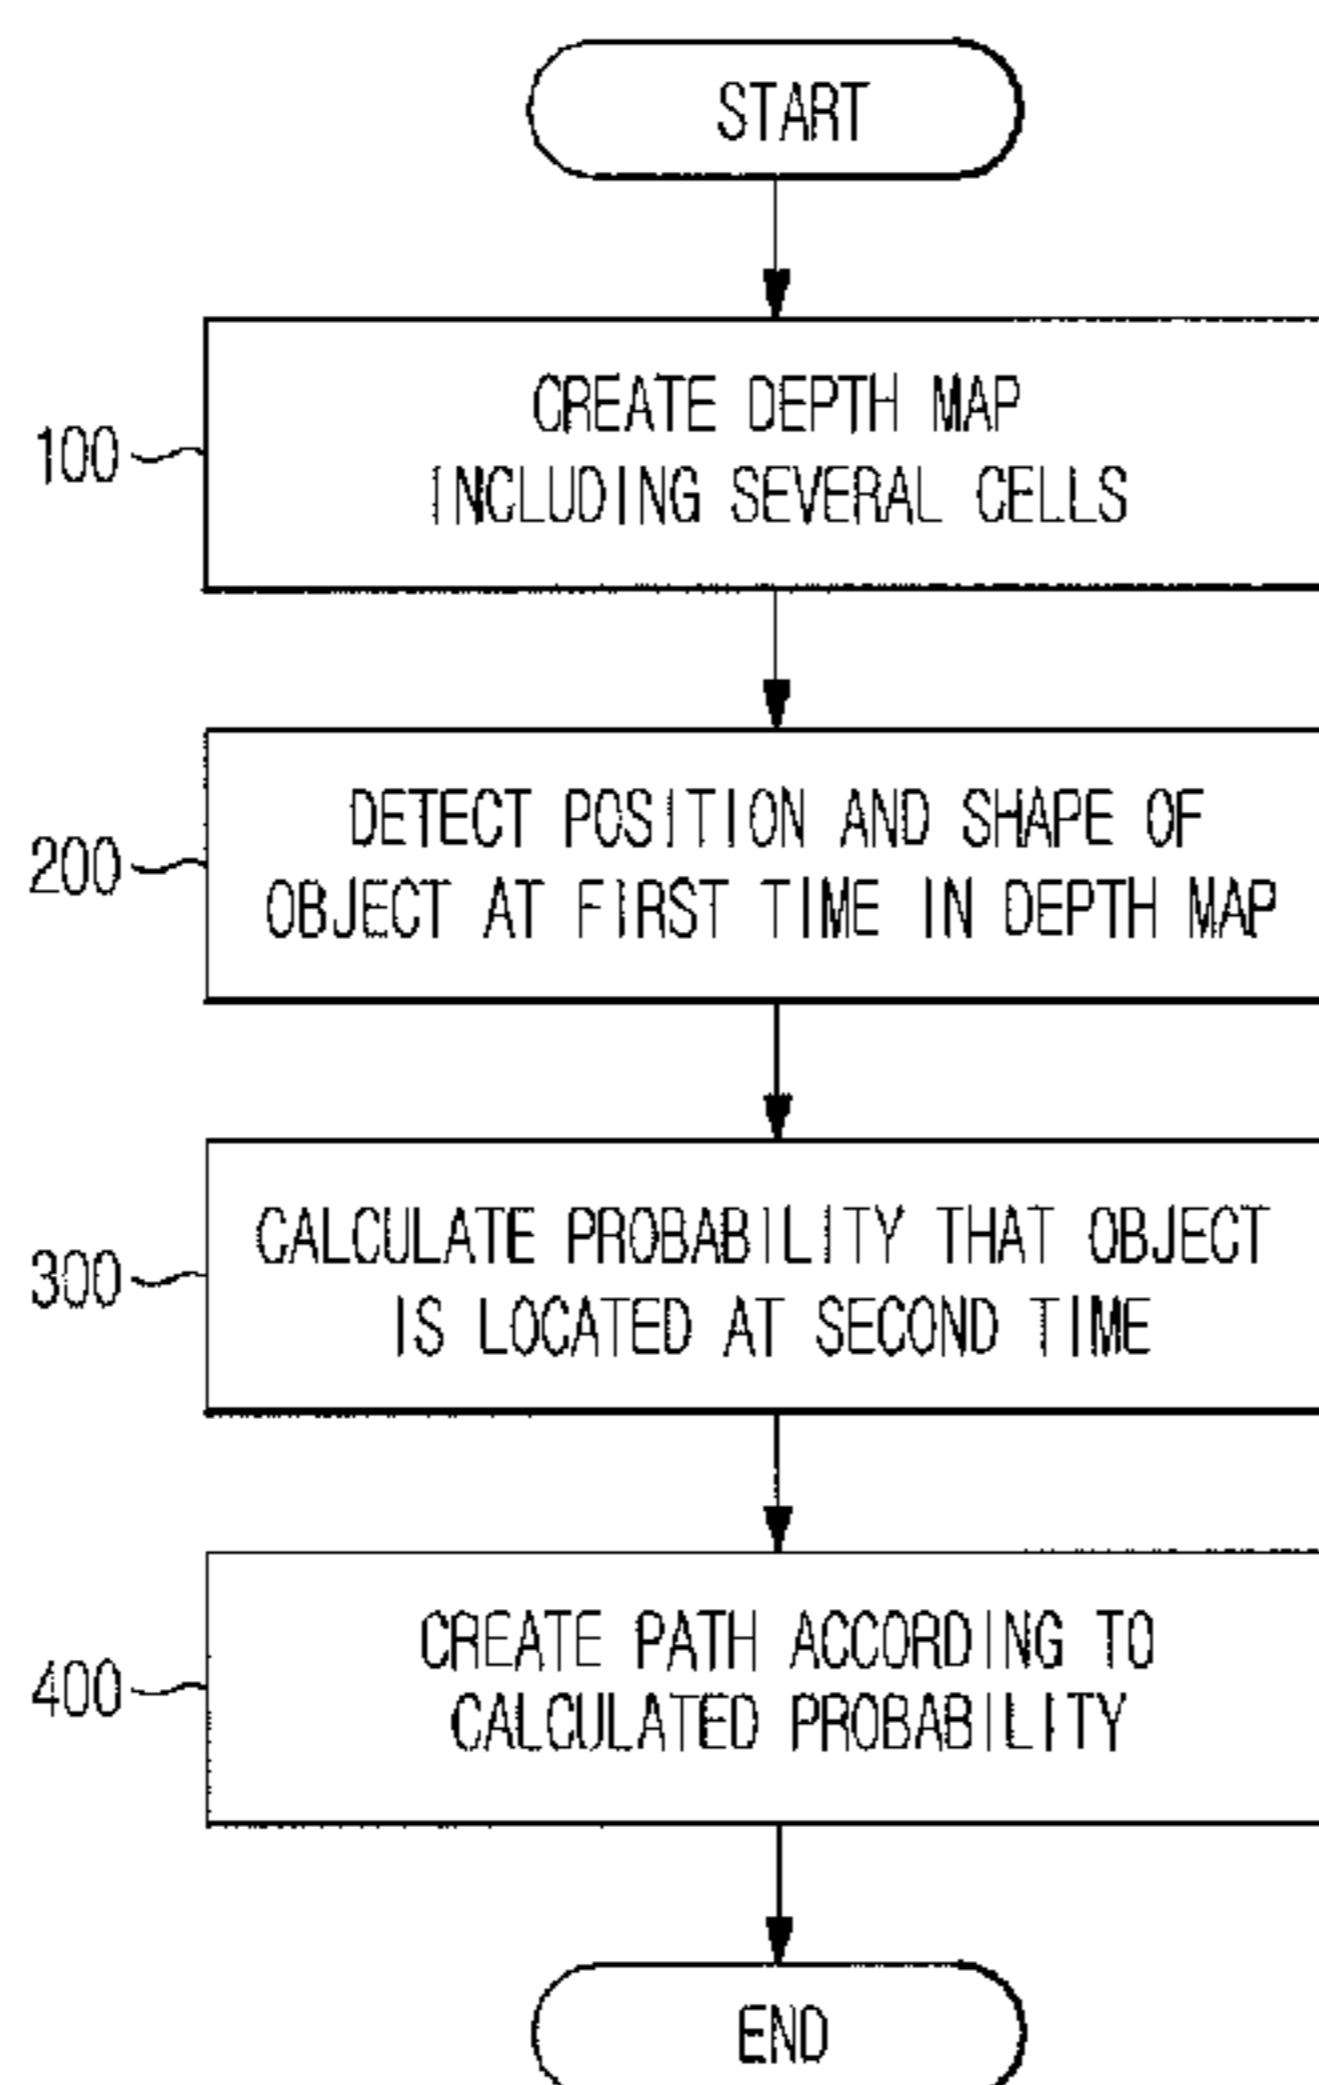 START
100
CREATE DEPTH MAP
INCLUDING SEVERAL CELLS
200
DETECT POSITION AND SHAPE OF
OBJECT AT FIRST TIME IN DEPTH MAP
300
CALCULATE PROBABILITY THAT OBJECT
IS LOCATED AT SECOND TIME
400
CREATE PATH ACCORDING TO
CALCULATED PROBABILITY
END